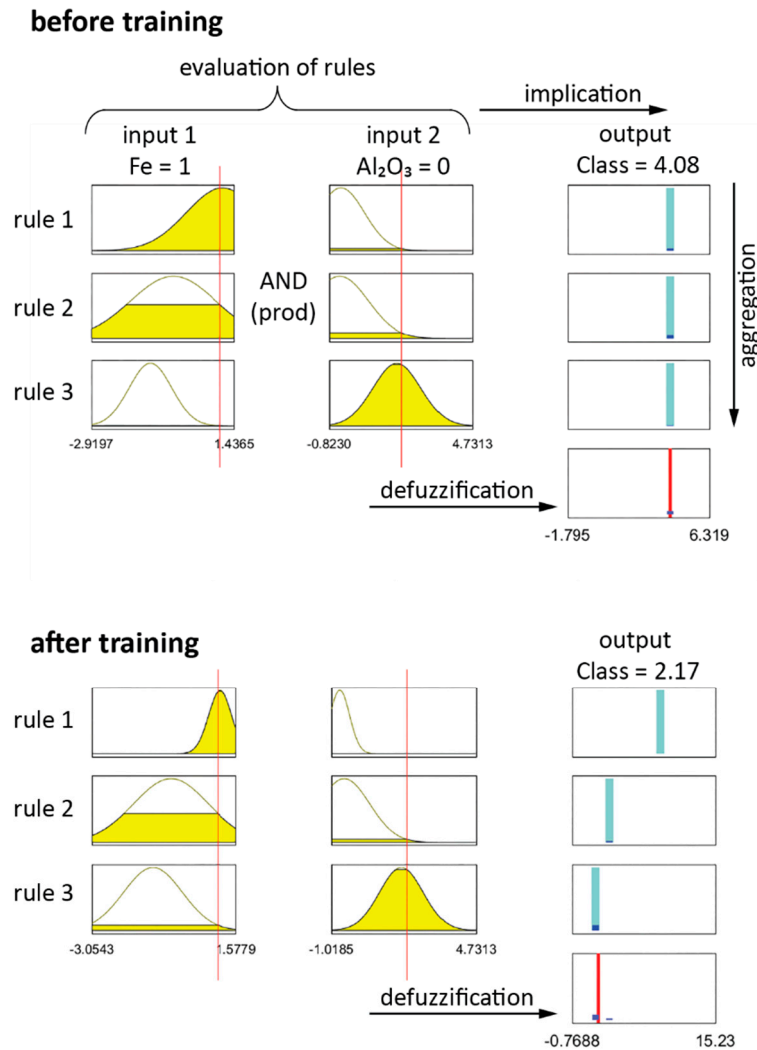 before training
evaluation of rules
implication
input 1
input 2
output
Fe = 1
Al₂O₃ = 0
Class = 4.08
rule 1
AND
(prod)
rule 2
aggregation
rule 3
-2.9197
1.4365
-0.8230
4.7313
defuzzification
-1.795
6.319
after training
output
Class = 2.17
rule 1
rule 2
rule 3
-3.0543
1.5779
-1.0185
4.7313
defuzzification
-0.7688
15.23